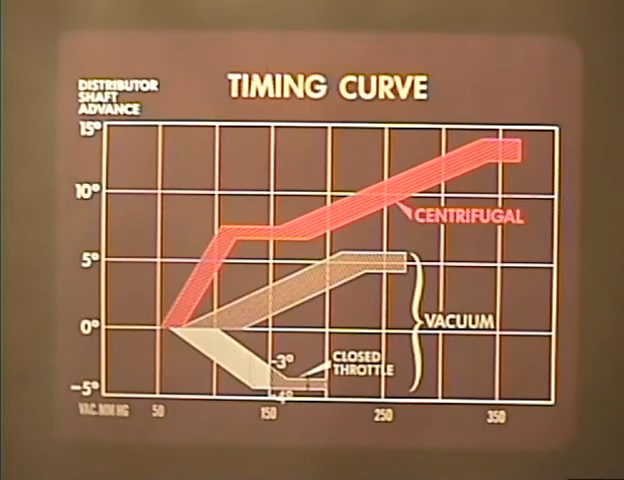 TIMING CURVE
DISTRIBUTOR
SHAFT
ADVANCE
15°
10°
CENTRIFUGAL
5°
0°
VACUUM
-3°
CLOSED
THROTTLE
-5°
-4°
VAC. MM HG 50 150 250 350